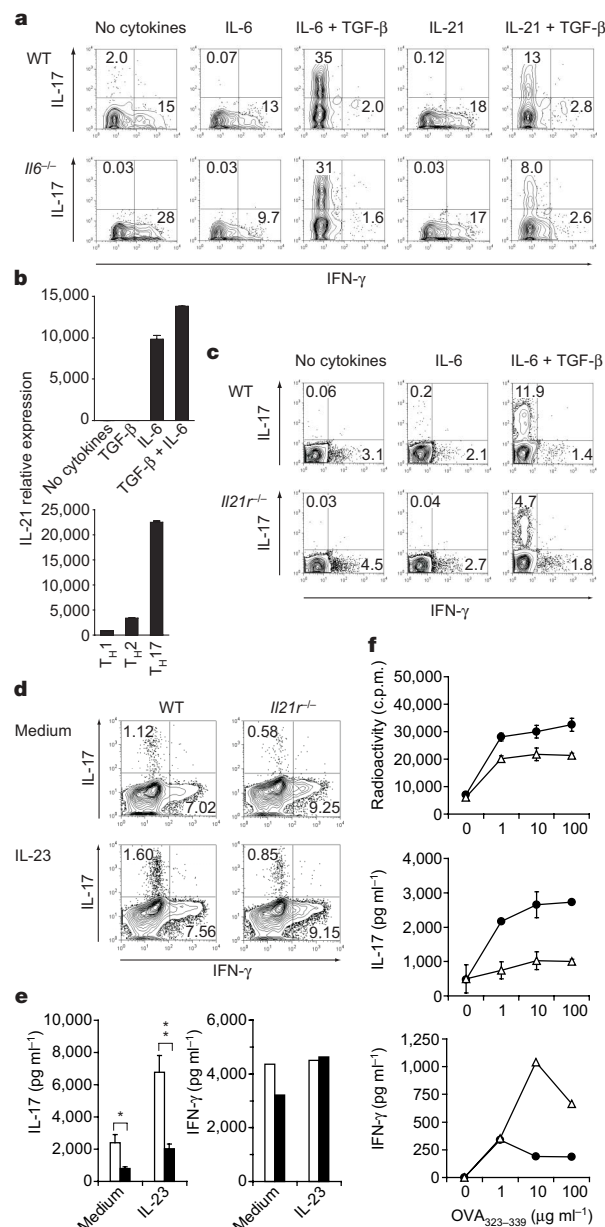 a
No cytokines IL-6 IL-6 + TGF-β IL-21 IL-21 + TGF-β
WT
IL-17
2.0 0.07 35 0.12 13
15 13 2.0 18 2.8
Il6–/–
IL-17
0.03 0.03 31 0.03 8.0
28 9.7 1.6 17 2.6
IFN-γ
b
IL-21 relative expression
15,000
10,000
5,000
0
No cytokines TGF-β IL-6 TGF-β + IL-6
25,000
20,000
15,000
10,000
5,000
0
TH1 TH2 TH17
c
No cytokines IL-6 IL-6 + TGF-β
WT
IL-17
0.06 0.2 11.9
3.1 2.1 1.4
Il21r–/–
IL-17
0.03 0.04 4.7
4.5 2.7 1.8
IFN-γ
d
WT Il21r–/–
Medium
IL-17
1.12 0.58
7.02 9.25
IL-23
IL-17
1.60 0.85
7.56 9.15
IFN-γ
e
IL-17 (pg ml–1)
10,000
8,000
6,000
4,000
2,000
0
* **
Medium IL-23
IFN-γ (pg ml–1)
6,000
4,000
2,000
0
Medium IL-23
f
Radioactivity (c.p.m.)
40,000
30,000
20,000
10,000
0
0 1 10 100
IL-17 (pg ml–1)
4,000
3,000
2,000
1,000
0
0 1 10 100
IFN-γ (pg ml–1)
1,250
1,000
750
500
250
0
0 1 10 100
OVA323–339 (μg ml–1)